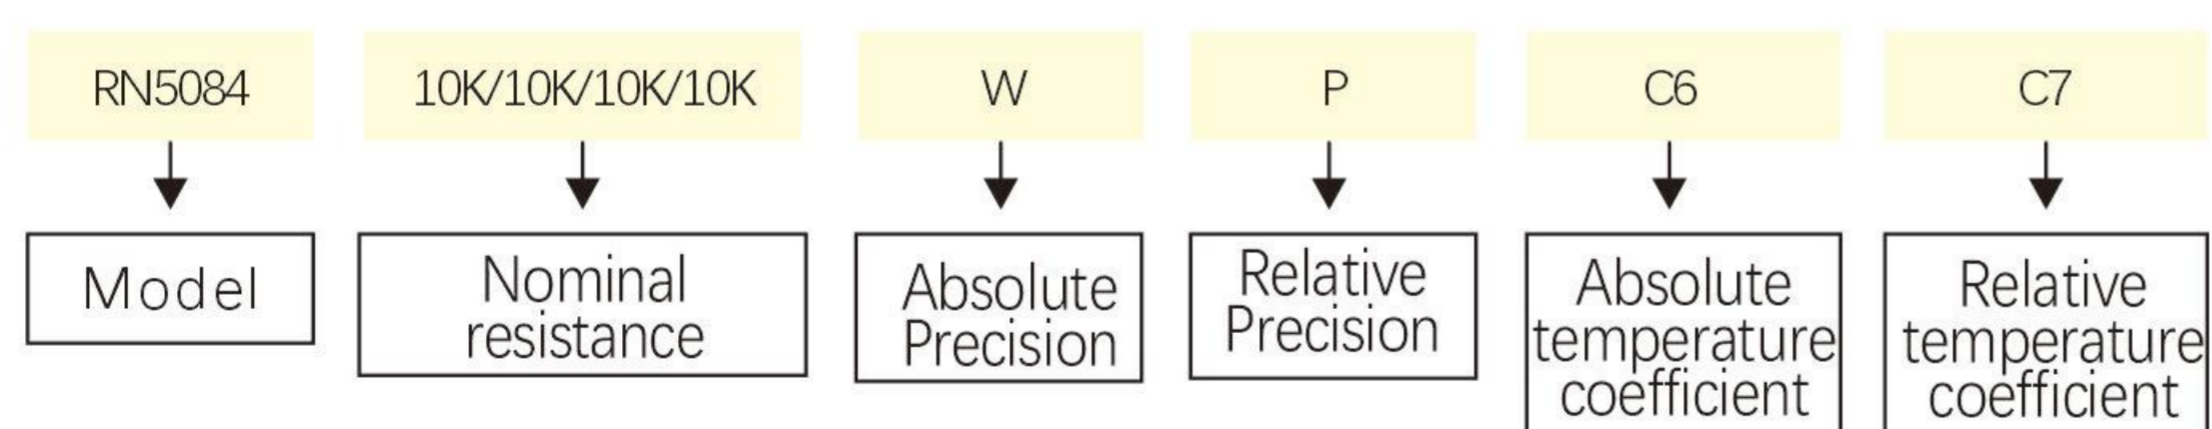 RN5084 10K/10K/10K/10K W P C6 C7
Model
Nominal
resistance
Absolute
Precision
Relative
Precision
Absolute
temperature
coefficient
Relative
temperature
coefficient